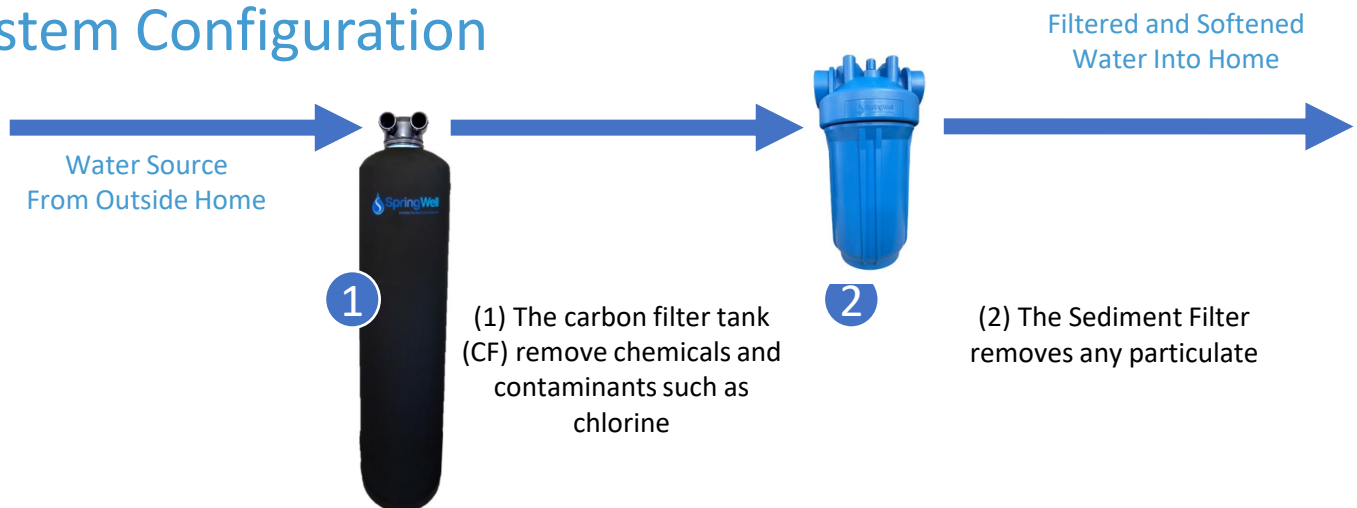 stem Configuration
Filtered and Softened
Water Into Home
Water Source
From Outside Home
SpringWell
1
(1) The carbon filter tank
(CF) remove chemicals and
contaminants such as
chlorine
2
(2) The Sediment Filter
removes any particulate